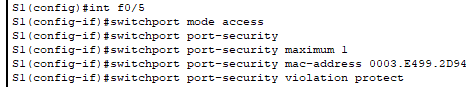 S1(config)#int f0/5
S1(config-if)#switchport mode access
S1(config-if)#switchport port-security
S1(config-if)#switchport port-security maximum 1
S1(config-if)#switchport port-security mac-address 0003.E499.2D94
S1(config-if)#switchport port-security violation protect